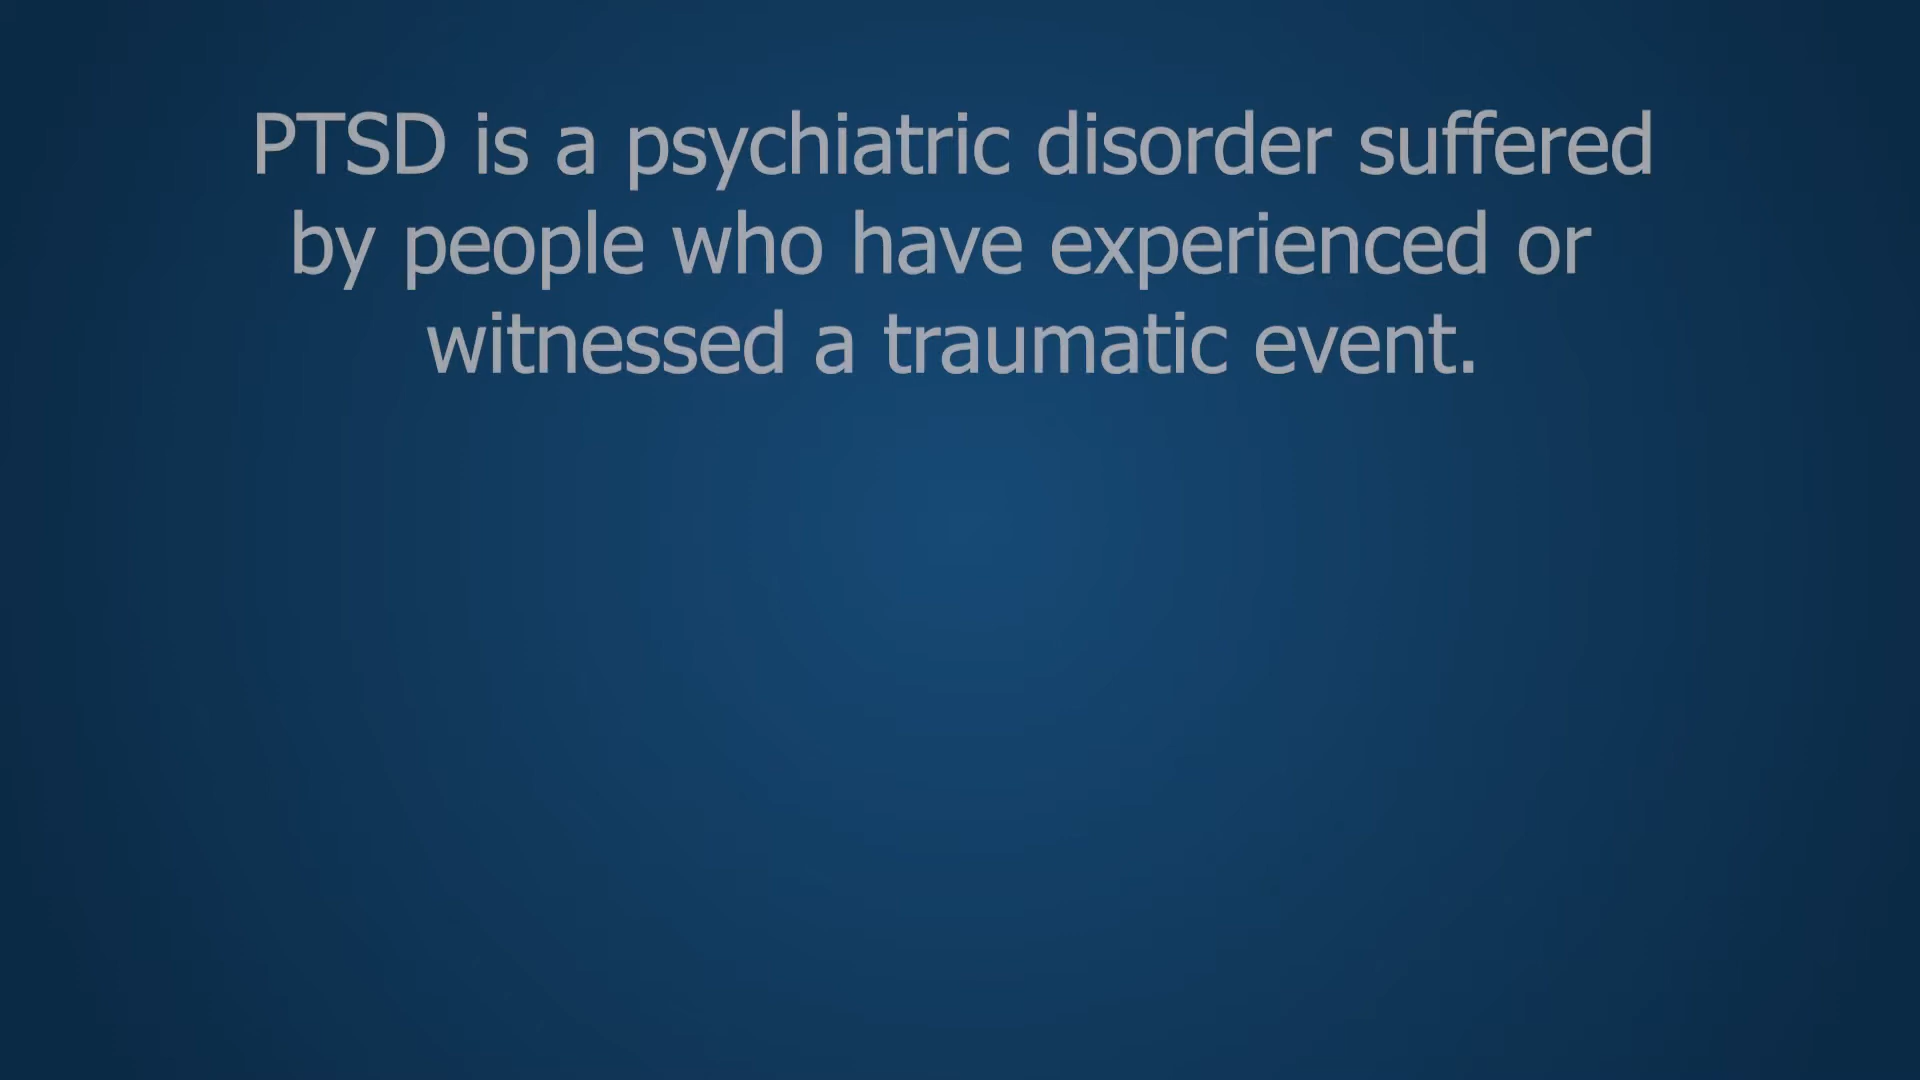 PTSD is a psychiatric disorder suffered
by people who have experienced or
witnessed a traumatic event.